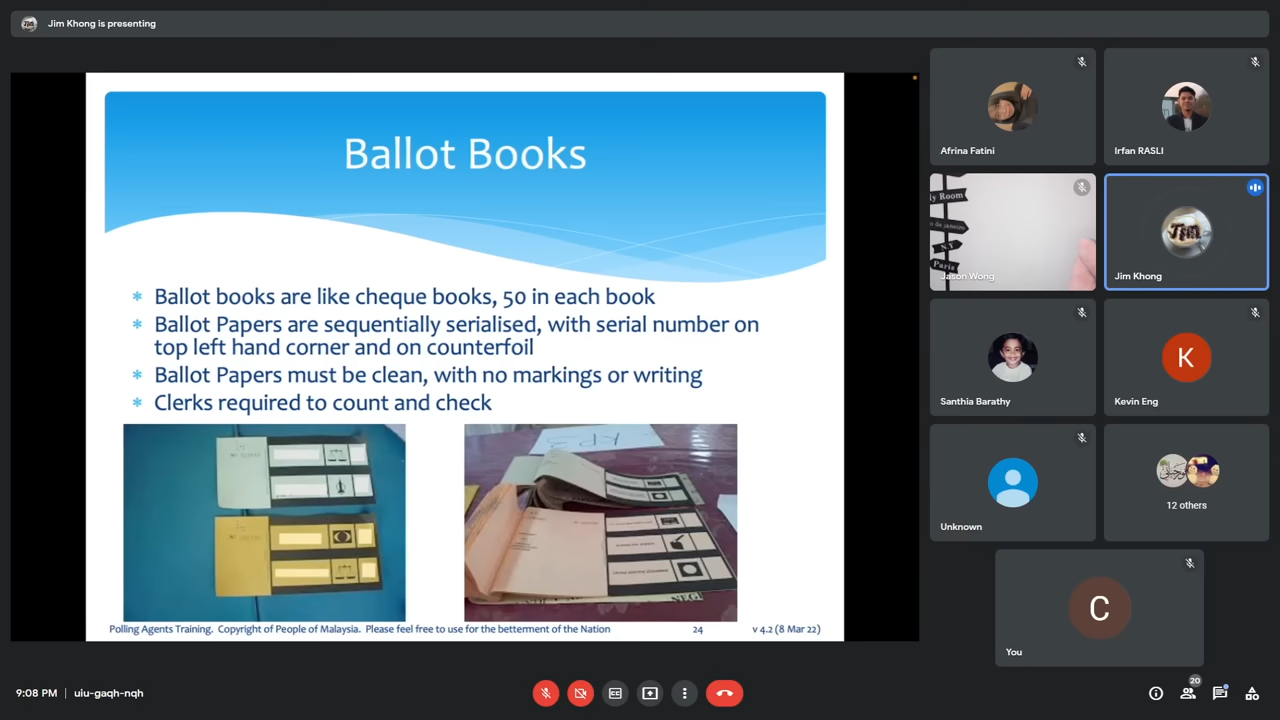 Jim Khong is presenting
Ballot Books
* Ballot books are like cheque books, 50 in each book
* Ballot Papers are sequentially serialised, with serial number on
top left hand corner and on counterfoil
* Ballot Papers must be clean, with no markings or writing
* Clerks required to count and check
KP3
Polling Agents Training. Copyright of People of Malaysia. Please feel free to use for the betterment of the Nation
24
v 4.2 (8 Mar 22)
Afrina Fatini
Irfan RASLI
ly Room
N.Y
Paris
Jason Wong
Jim
Jim Khong
Santhia Barathy
K
Kevin Eng
Unknown
12 others
C
You
9:08 PM | uiu-gaqh-nqh
20